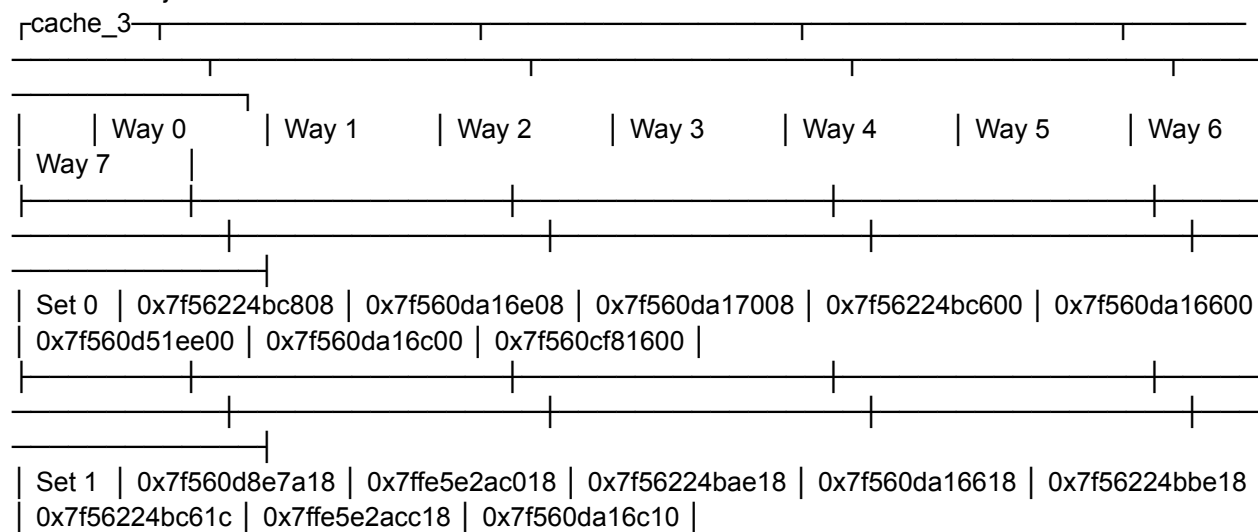 cache_3
| | Way 0 | Way 1 | Way 2 | Way 3 | Way 4 | Way 5 | Way 6
| Way 7 |
| Set 0 | 0x7f56224bc808 | 0x7f560da16e08 | 0x7f560da17008 | 0x7f56224bc600 | 0x7f560da16600
| 0x7f560d51ee00 | 0x7f560da16c00 | 0x7f560cf81600 |
| Set 1 | 0x7f560d8e7a18 | 0x7ffe5e2ac018 | 0x7f56224bae18 | 0x7f560da16618 | 0x7f56224bbe18
| 0x7f56224bc61c | 0x7ffe5e2acc18 | 0x7f560da16c10 |